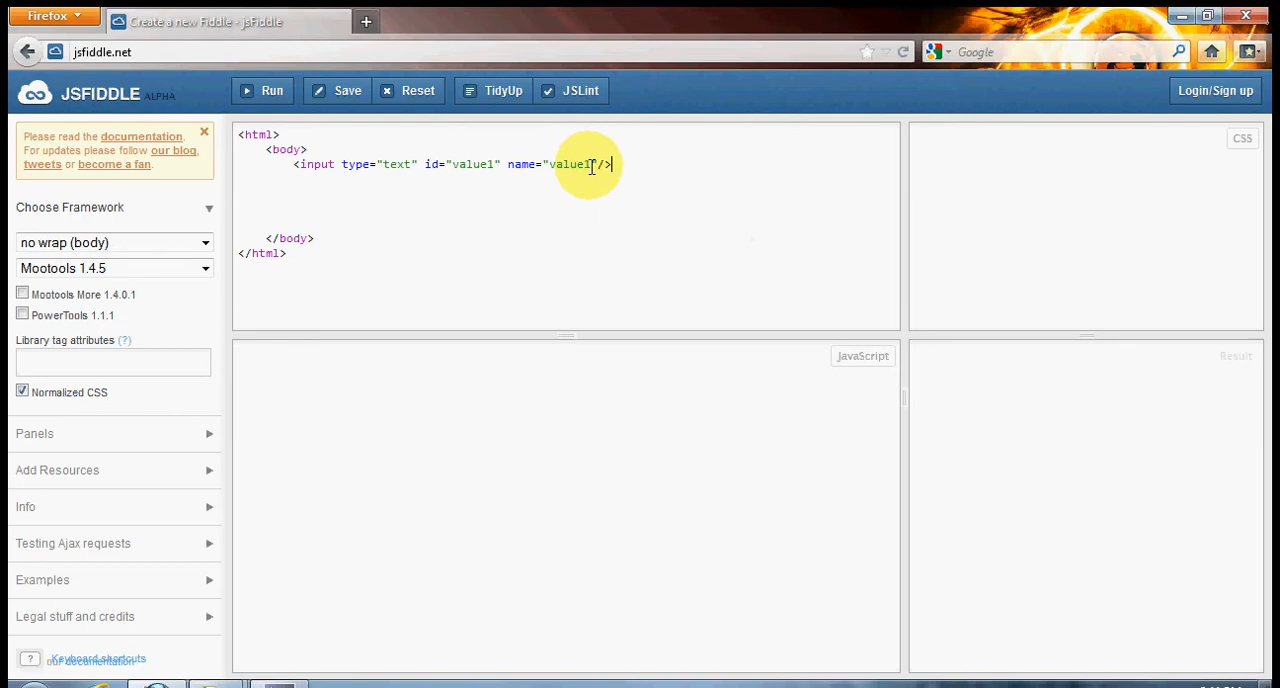 Firefox
Create a new Fiddle - jsFiddle
jsfiddle.net
Google
JSFIDDLE ALPHA
Run
Save
Reset
TidyUp
JSLint
Login/Sign up
Please read the documentation.
For updates please follow our blog,
tweets or become a fan.
Choose Framework
no wrap (body)
Mootools 1.4.5
Mootools More 1.4.0.1
PowerTools 1.1.1
Library tag attributes (?)
Normalized CSS
Panels
Add Resources
Info
Testing Ajax requests
Examples
Legal stuff and credits
? Keyboard shortcuts
our documentation
<html>
<body>
<input type="text" id="value1" name="value1"/>
</body>
</html>
CSS
JavaScript
Result